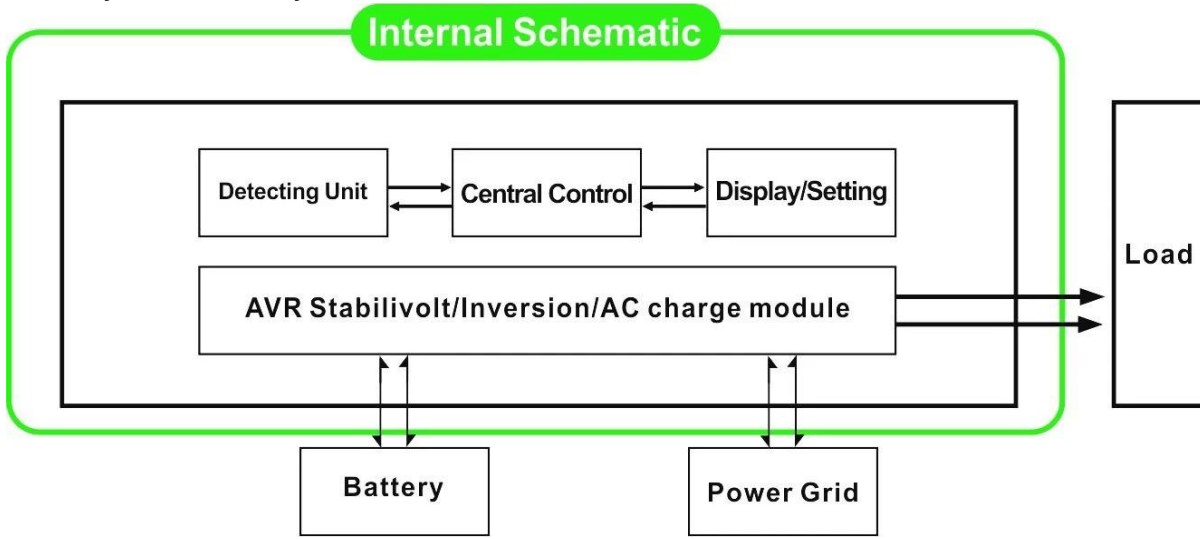 Internal Schematic
Detecting Unit
Central Control
Display/Setting
Load
AVR Stabilivolt/Inversion/AC charge module
Battery
Power Grid